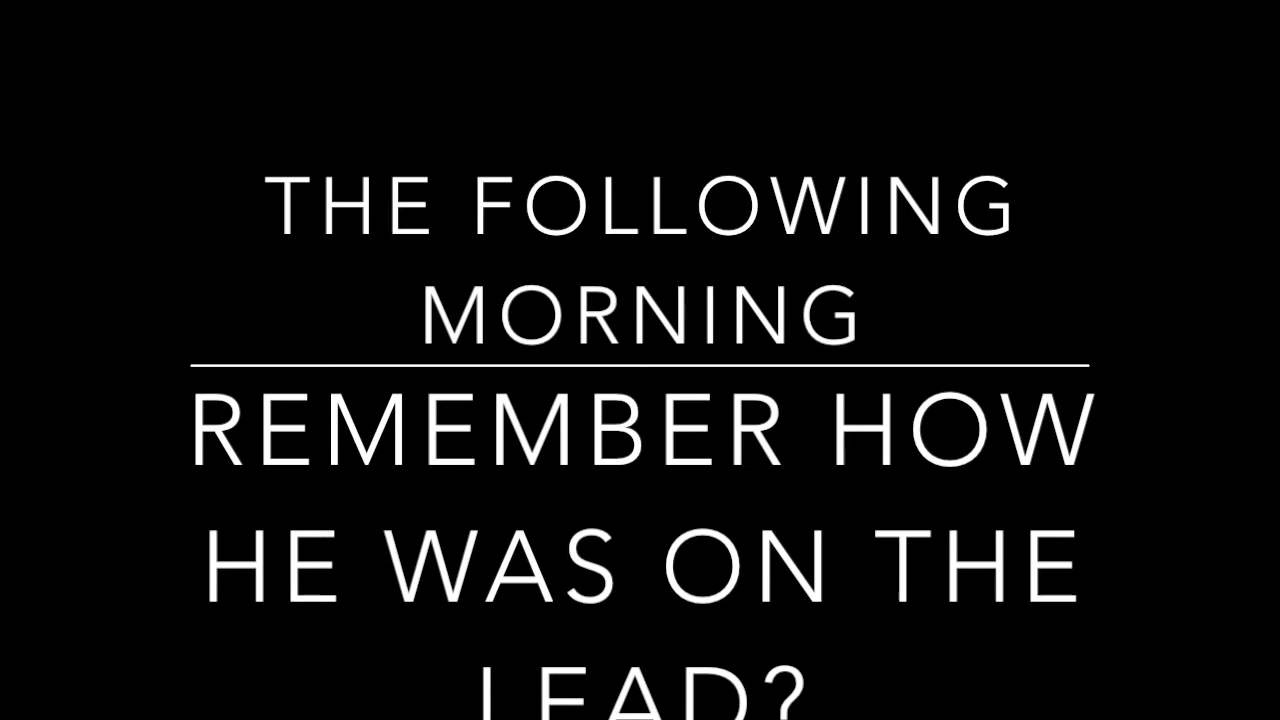 THE FOLLOWING
MORNING
REMEMBER HOW
HE WAS ON THE
LEAD?